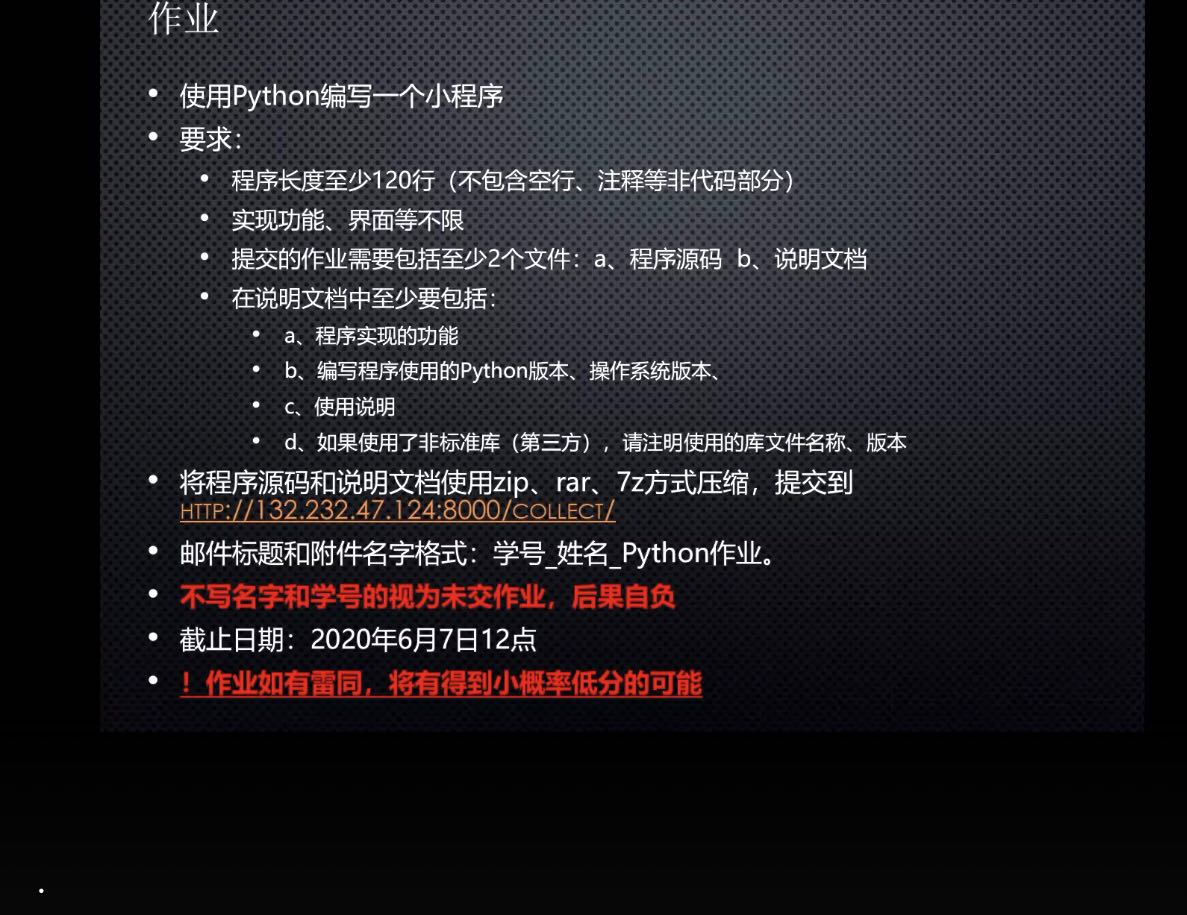 作业
使用Python编写一个小程序
要求：
程序长度至少120行（不包含空行、注释等非代码部分）
实现功能、界面等不限
提交的作业需要包括至少2个文件：a、程序源码 b、说明文档
在说明文档中至少要包括：
a、程序实现的功能
b、编写程序使用的Python版本、操作系统版本、
c、使用说明
d、如果使用了非标准库（第三方），请注明使用的库文件名称、版本
将程序源码和说明文档使用zip、rar、7z方式压缩，提交到
HTTP://132.232.47.124:8000/COLLECT/
邮件标题和附件名字格式：学号_姓名_Python作业。
不写名字和学号的视为未交作业，后果自负
截止日期：2020年6月7日12点
！作业如有雷同，将有得到小概率低分的可能